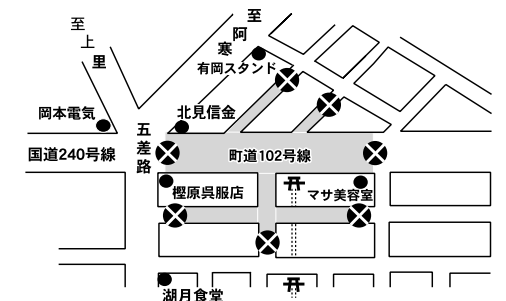 至阿寒
至上里
有岡スタンド
岡本電気
北見信金
五差路
国道240号線
町道102号線
樫原呉服店
マサ美容室
湖月食堂